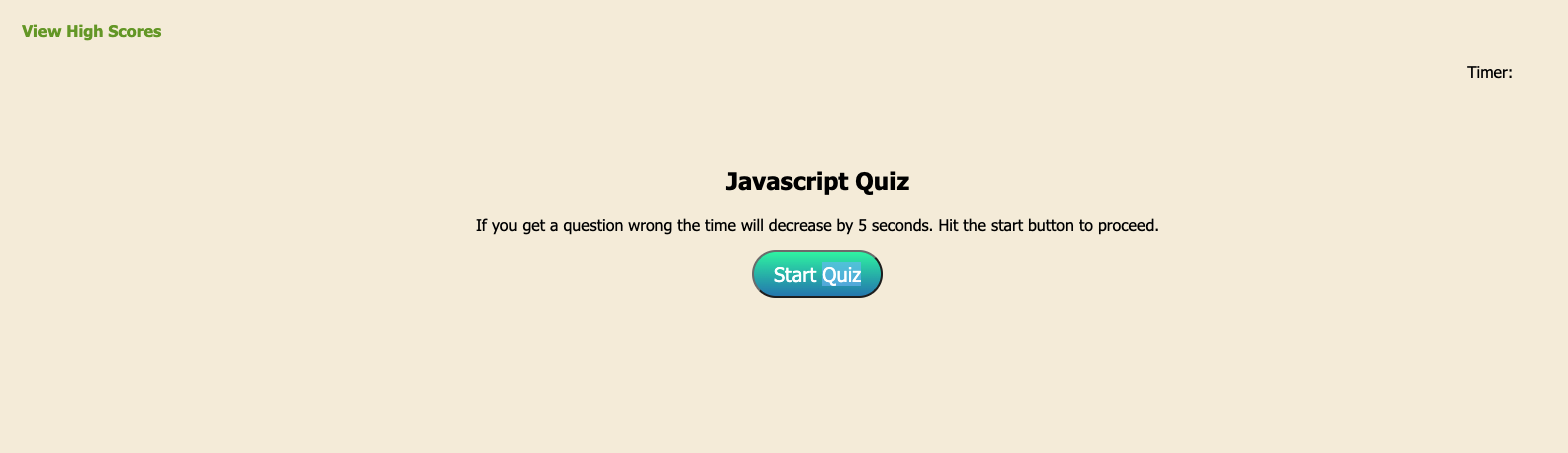 View High Scores
Timer:
Javascript Quiz
If you get a question wrong the time will decrease by 5 seconds. Hit the start button to proceed.
Start Quiz